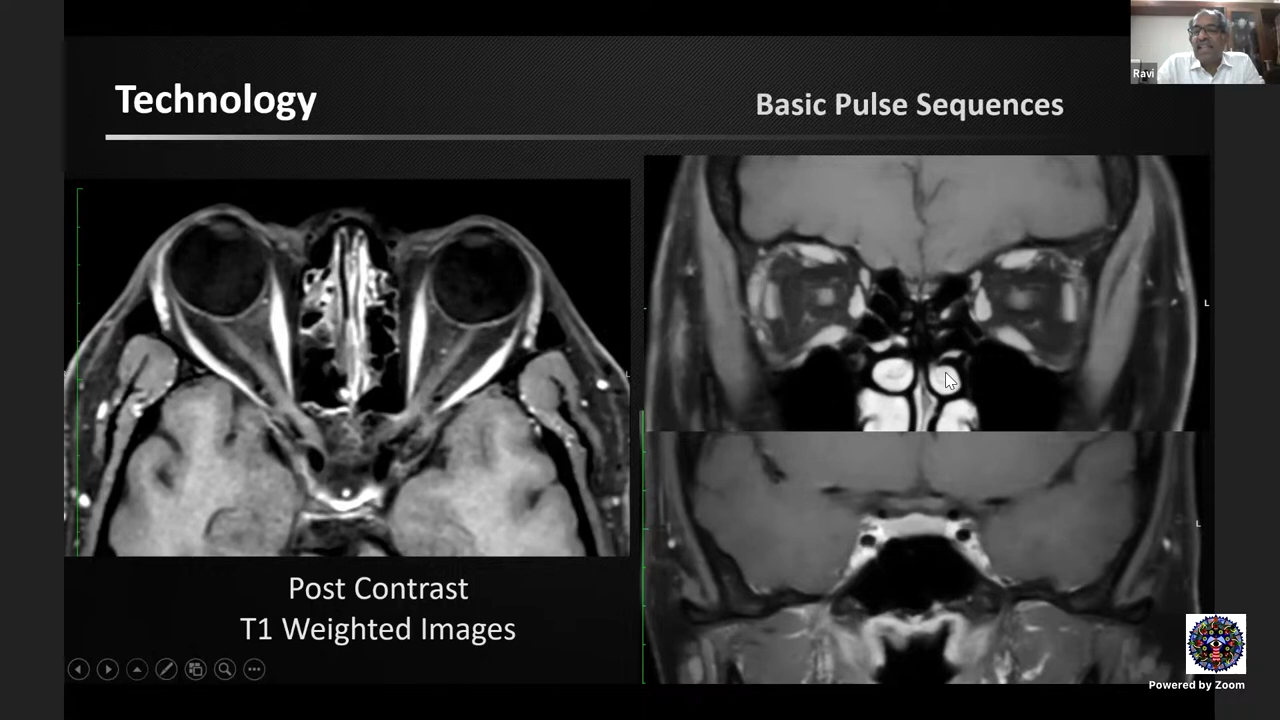 Ravi
Technology
Basic Pulse Sequences
L
L
L
Post Contrast
T1 Weighted Images
Powered by Zoom